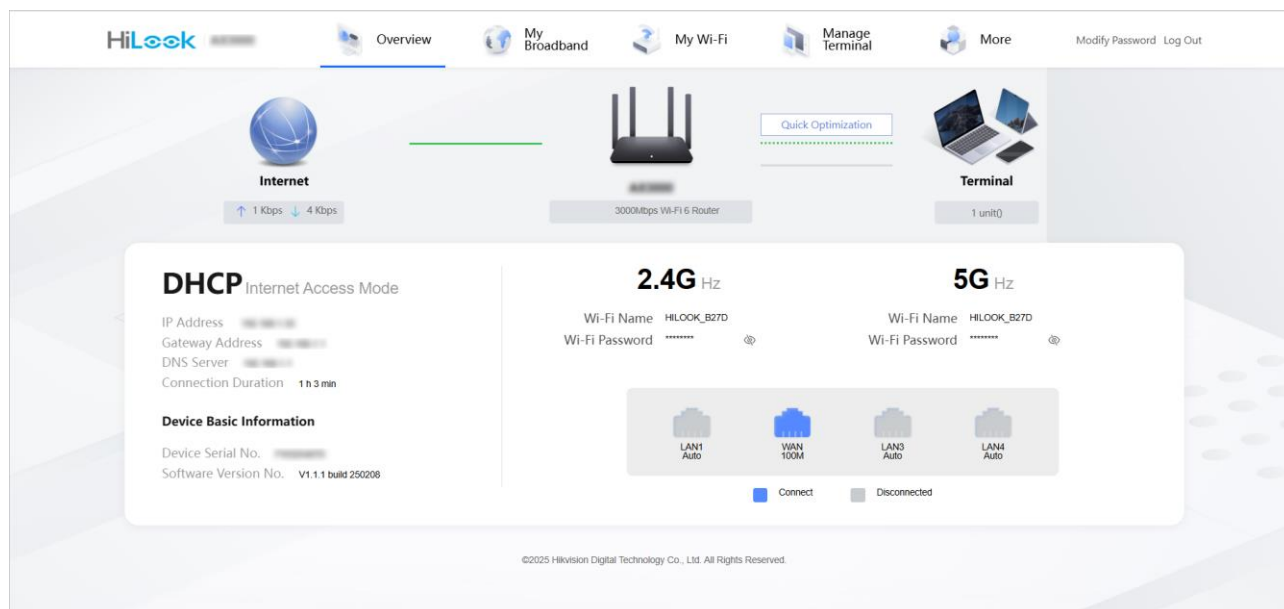 HiLook
Overview
My Broadband
My Wi-Fi
Manage Terminal
More
Modify Password Log Out
Quick Optimization
Internet
Terminal
1 Kbps 4 Kbps
3000Mbps Wi-Fi 6 Router
1 unit()
DHCP Internet Access Mode
IP Address
Gateway Address
DNS Server
Connection Duration 1 h 3 min
Device Basic Information
Device Serial No.
Software Version No. V1.1.1 build 250208
2.4G Hz
Wi-Fi Name HILOOK_B27D
Wi-Fi Password ********
5G Hz
Wi-Fi Name HILOOK_B27D
Wi-Fi Password ********
LAN1
Auto
WAN
100M
LAN3
Auto
LAN4
Auto
Connect
Disconnected
©2025 Hikvision Digital Technology Co., Ltd. All Rights Reserved.